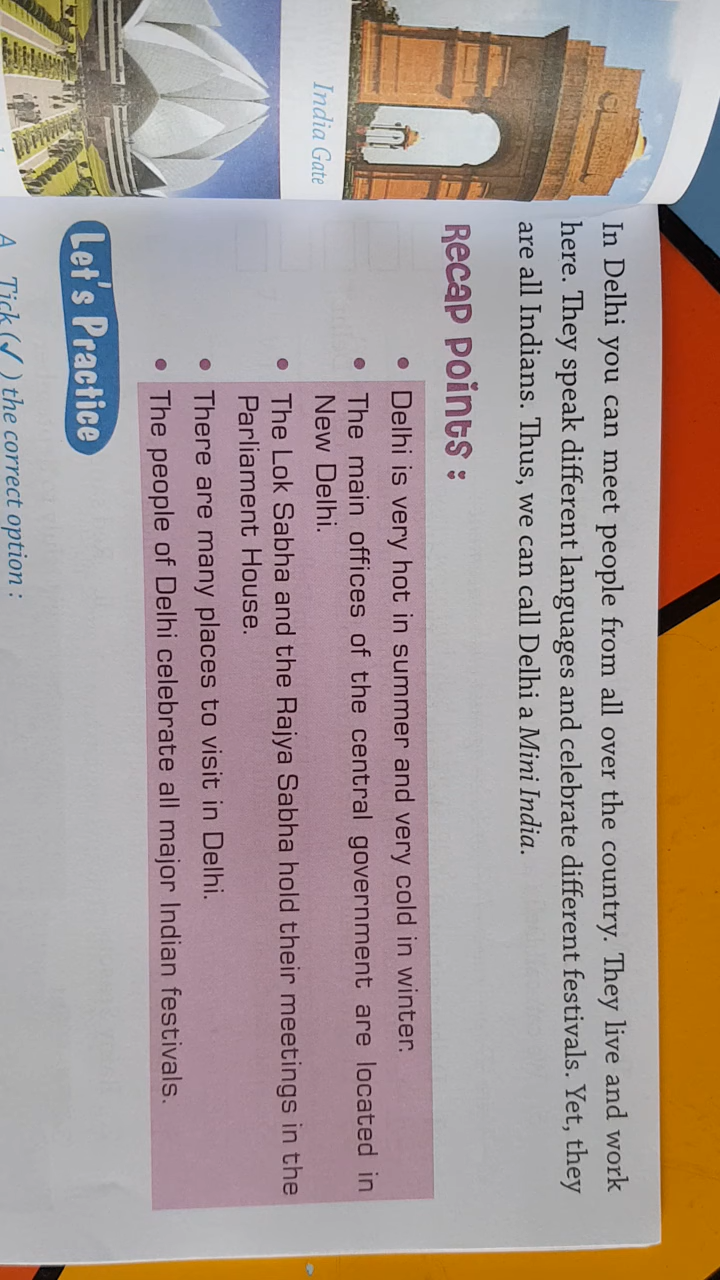 In Delhi you can meet people from all over the country. They live and work
here. They speak different languages and celebrate different festivals. Yet, they
are all Indians. Thus, we can call Delhi a Mini India.
Recap points :
• Delhi is very hot in summer and very cold in winter.
• The main offices of the central government are located in
New Delhi.
• The Lok Sabha and the Rajya Sabha hold their meetings in the
Parliament House.
• There are many places to visit in Delhi.
• The people of Delhi celebrate all major Indian festivals.
Let's Practice
A Tick (✓) the correct option :
India Gate